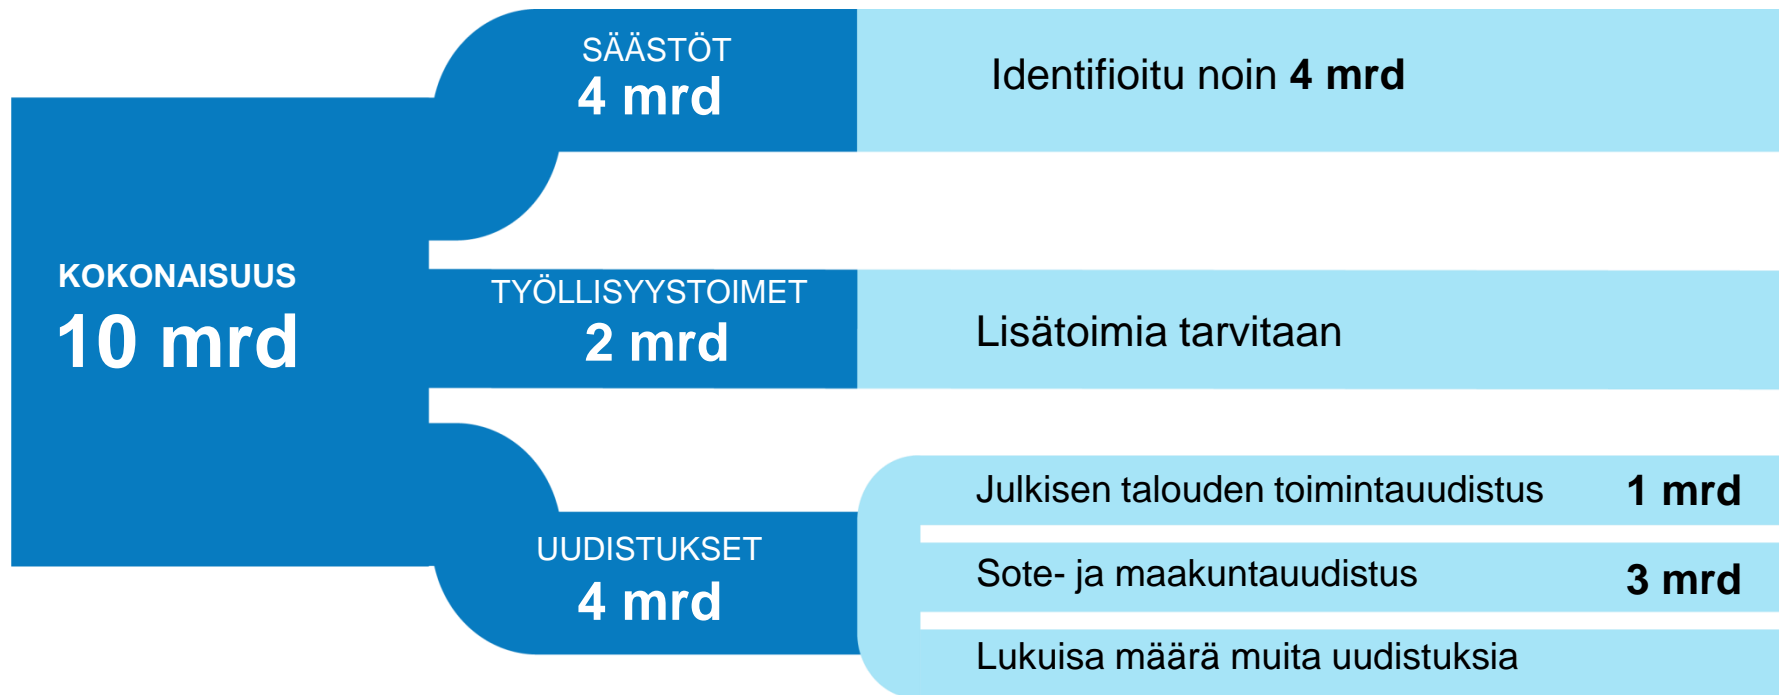 KOKONAISUUS
10 mrd
SÄÄSTÖT
4 mrd
Identifioitu noin 4 mrd
TYÖLLISYYSTOIMET
2 mrd
Lisätoimia tarvitaan
UUDISTUKSET
4 mrd
Julkisen talouden toimintauudistus 1 mrd
Sote- ja maakuntauudistus 3 mrd
Lukuisa määrä muita uudistuksia